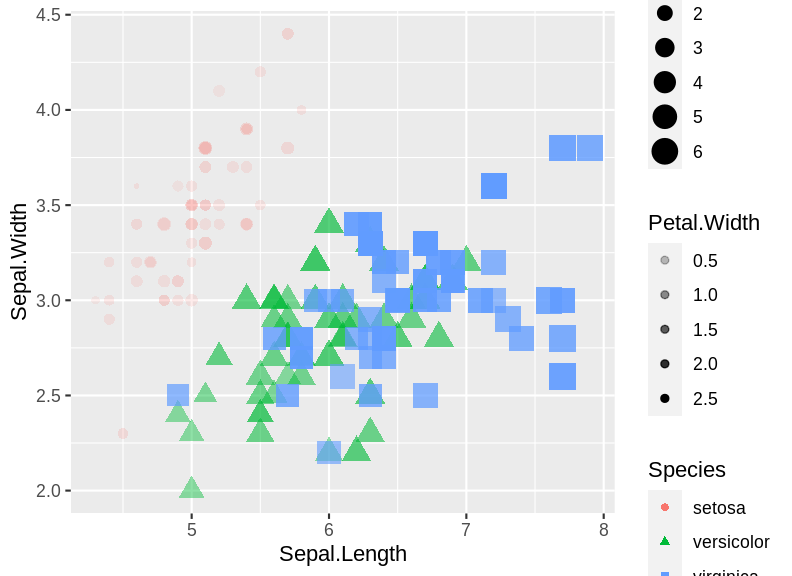 4.5
4.0
3.5
3.0
2.5
2.0
Sepal.Width
5
6
7
8
Sepal.Length
2
3
4
5
6
Petal.Width
0.5
1.0
1.5
2.0
2.5
Species
setosa
versicolor
virginica